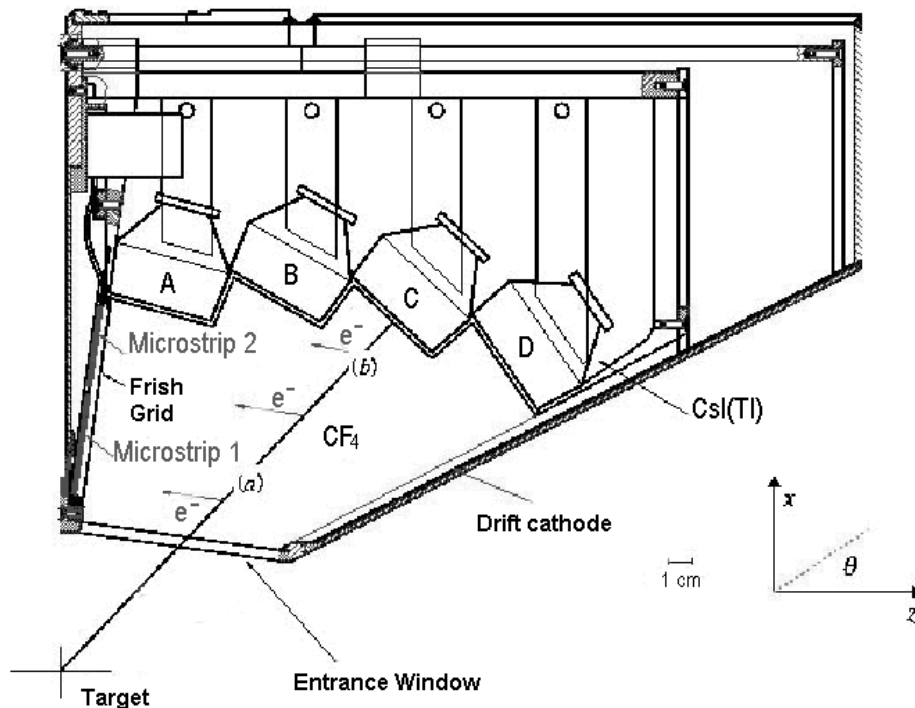 A
B
C
D
Microstrip 2
e⁻
(b)
Frish
Grid
e⁻
CsI(Tl)
CF₄
Microstrip 1
(a)
e⁻
Drift cathode
x
1 cm
θ
z
Entrance Window
Target